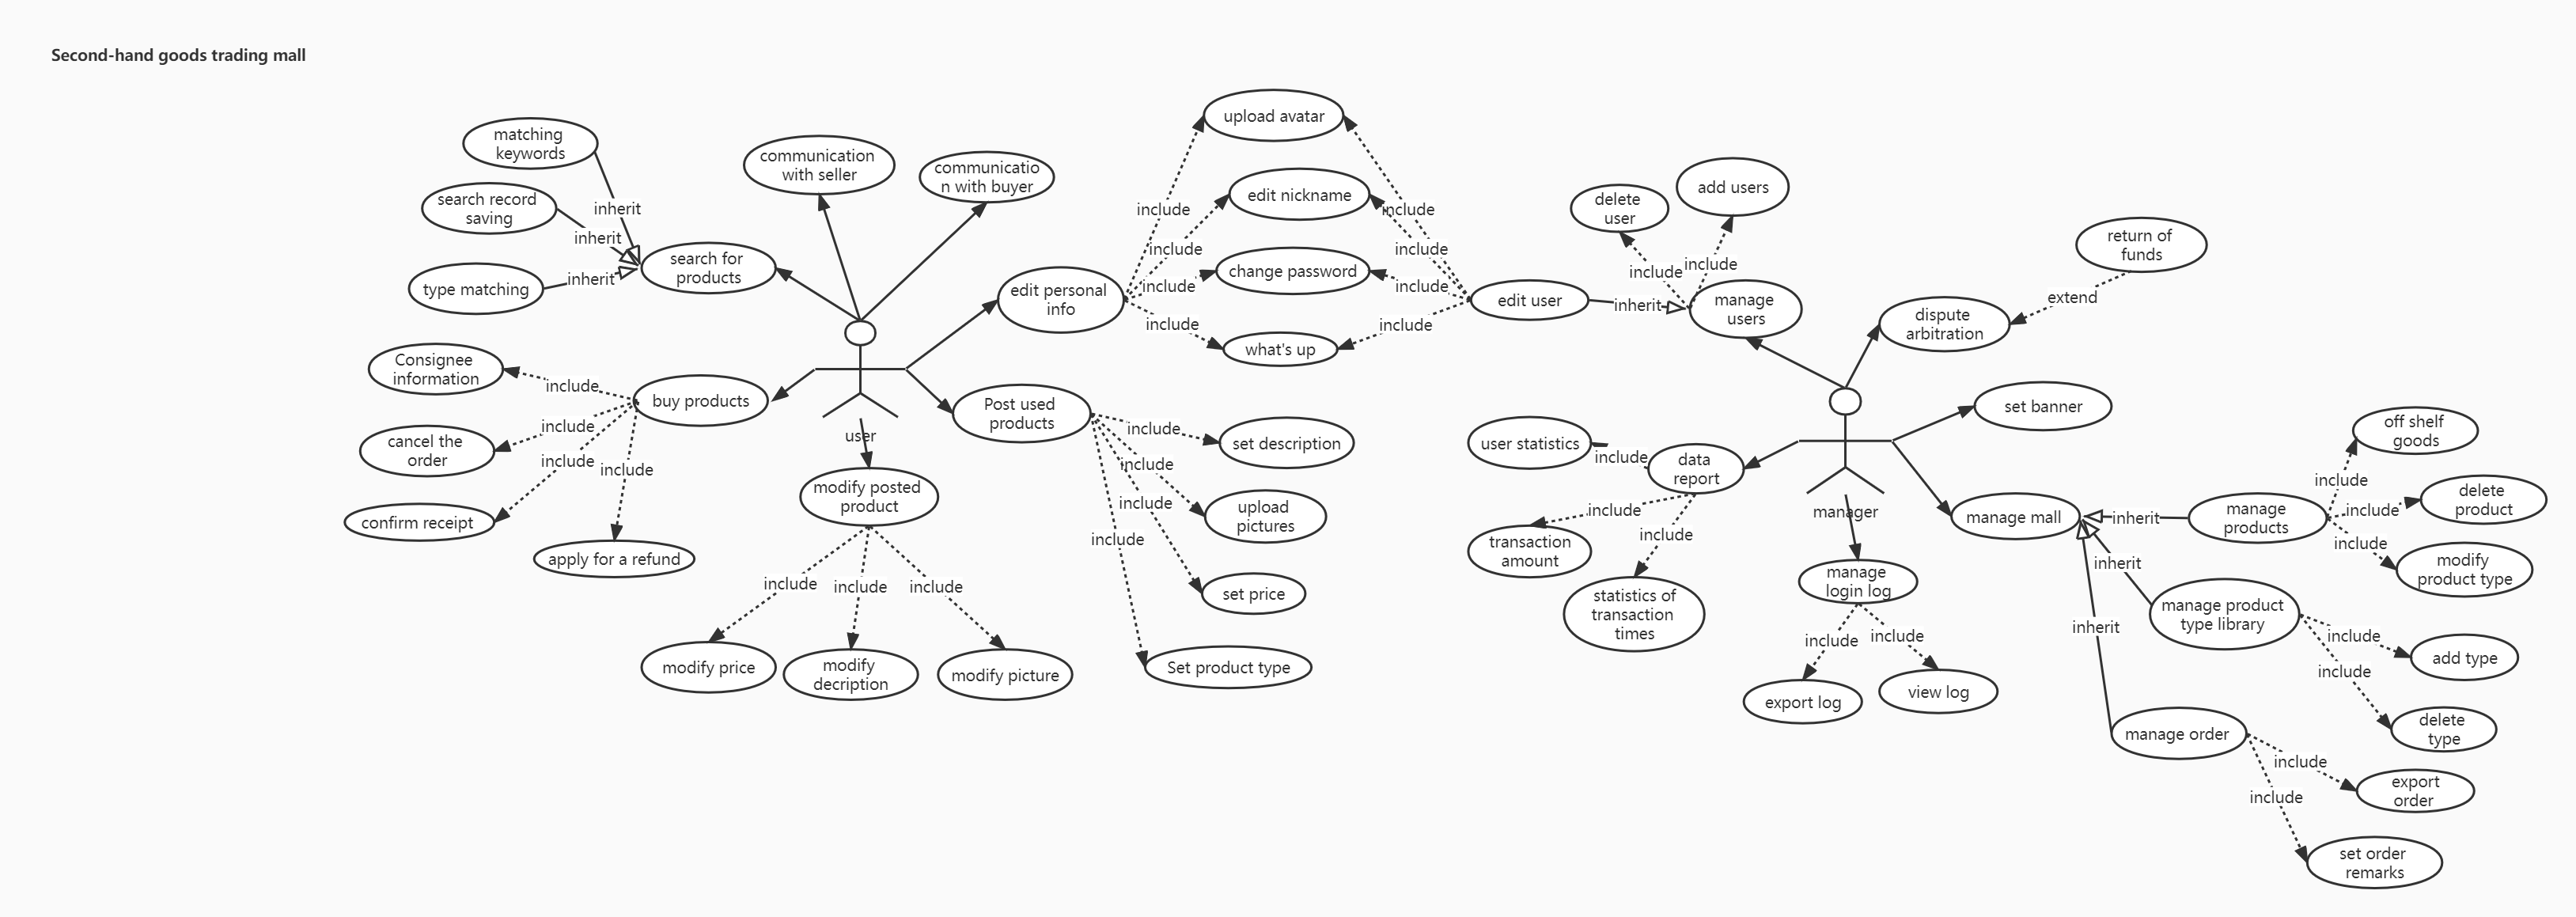 Second-hand goods trading mall
matching
keywords
search record
saving
type matching
inherit
inherit
inherit
search for
products
communication
with seller
communicatio
n with buyer
Consignee
information
cancel the
order
confirm receipt
apply for a refund
include
include
include
include
buy products
user
edit personal
info
Post used
products
modify posted
product
include
include
include
modify price
modify
decription
modify picture
include
include
include
include
set description
upload
pictures
set price
Set product type
include
include
include
include
upload avatar
edit nickname
change password
what's up
include
include
include
include
edit user
inherit
delete
user
add users
include
include
manage
users
return of
funds
extend
dispute
arbitration
set banner
manager
user statistics
include
data
report
include
include
transaction
amount
statistics of
transaction
times
manage
login log
include
include
export log
view log
manage mall
inherit
inherit
inherit
manage
products
include
include
include
off shelf
goods
delete
product
modify
product type
manage product
type library
include
include
add type
delete
type
manage order
include
include
export
order
set order
remarks